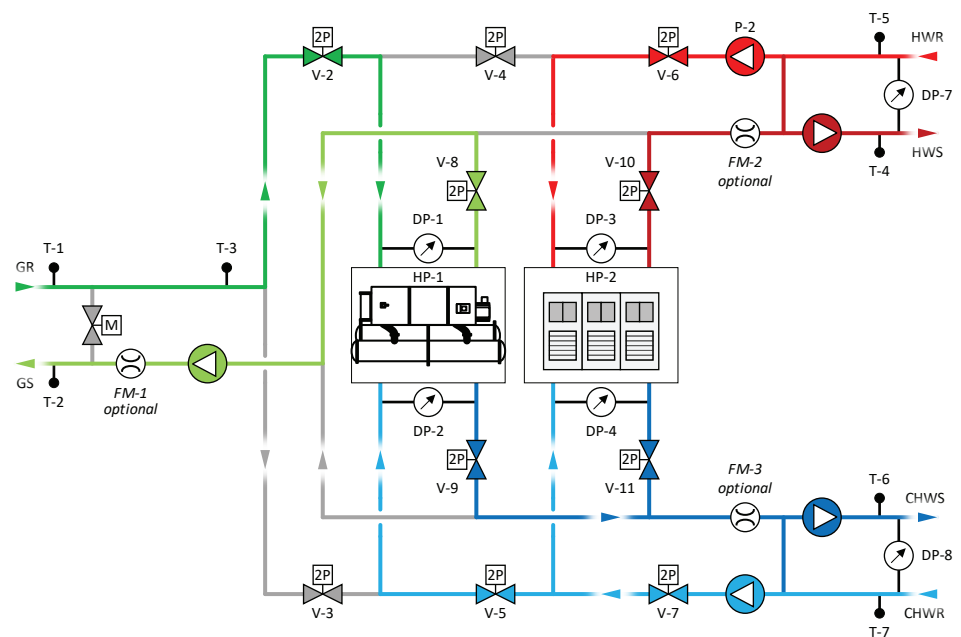 2P
2P
2P
P-2
T-5
HWR
V-2
V-4
V-6
DP-7
V-8
V-10
FM-2
optional
T-4
HWS
2P
2P
DP-1
DP-3
T-1
T-3
GR
HP-1
HP-2
M
GS
T-2
FM-1
optional
DP-2
DP-4
2P
2P
V-9
V-11
FM-3
optional
T-6
CHWS
DP-8
2P
2P
2P
V-3
V-5
V-7
T-7
CHWR